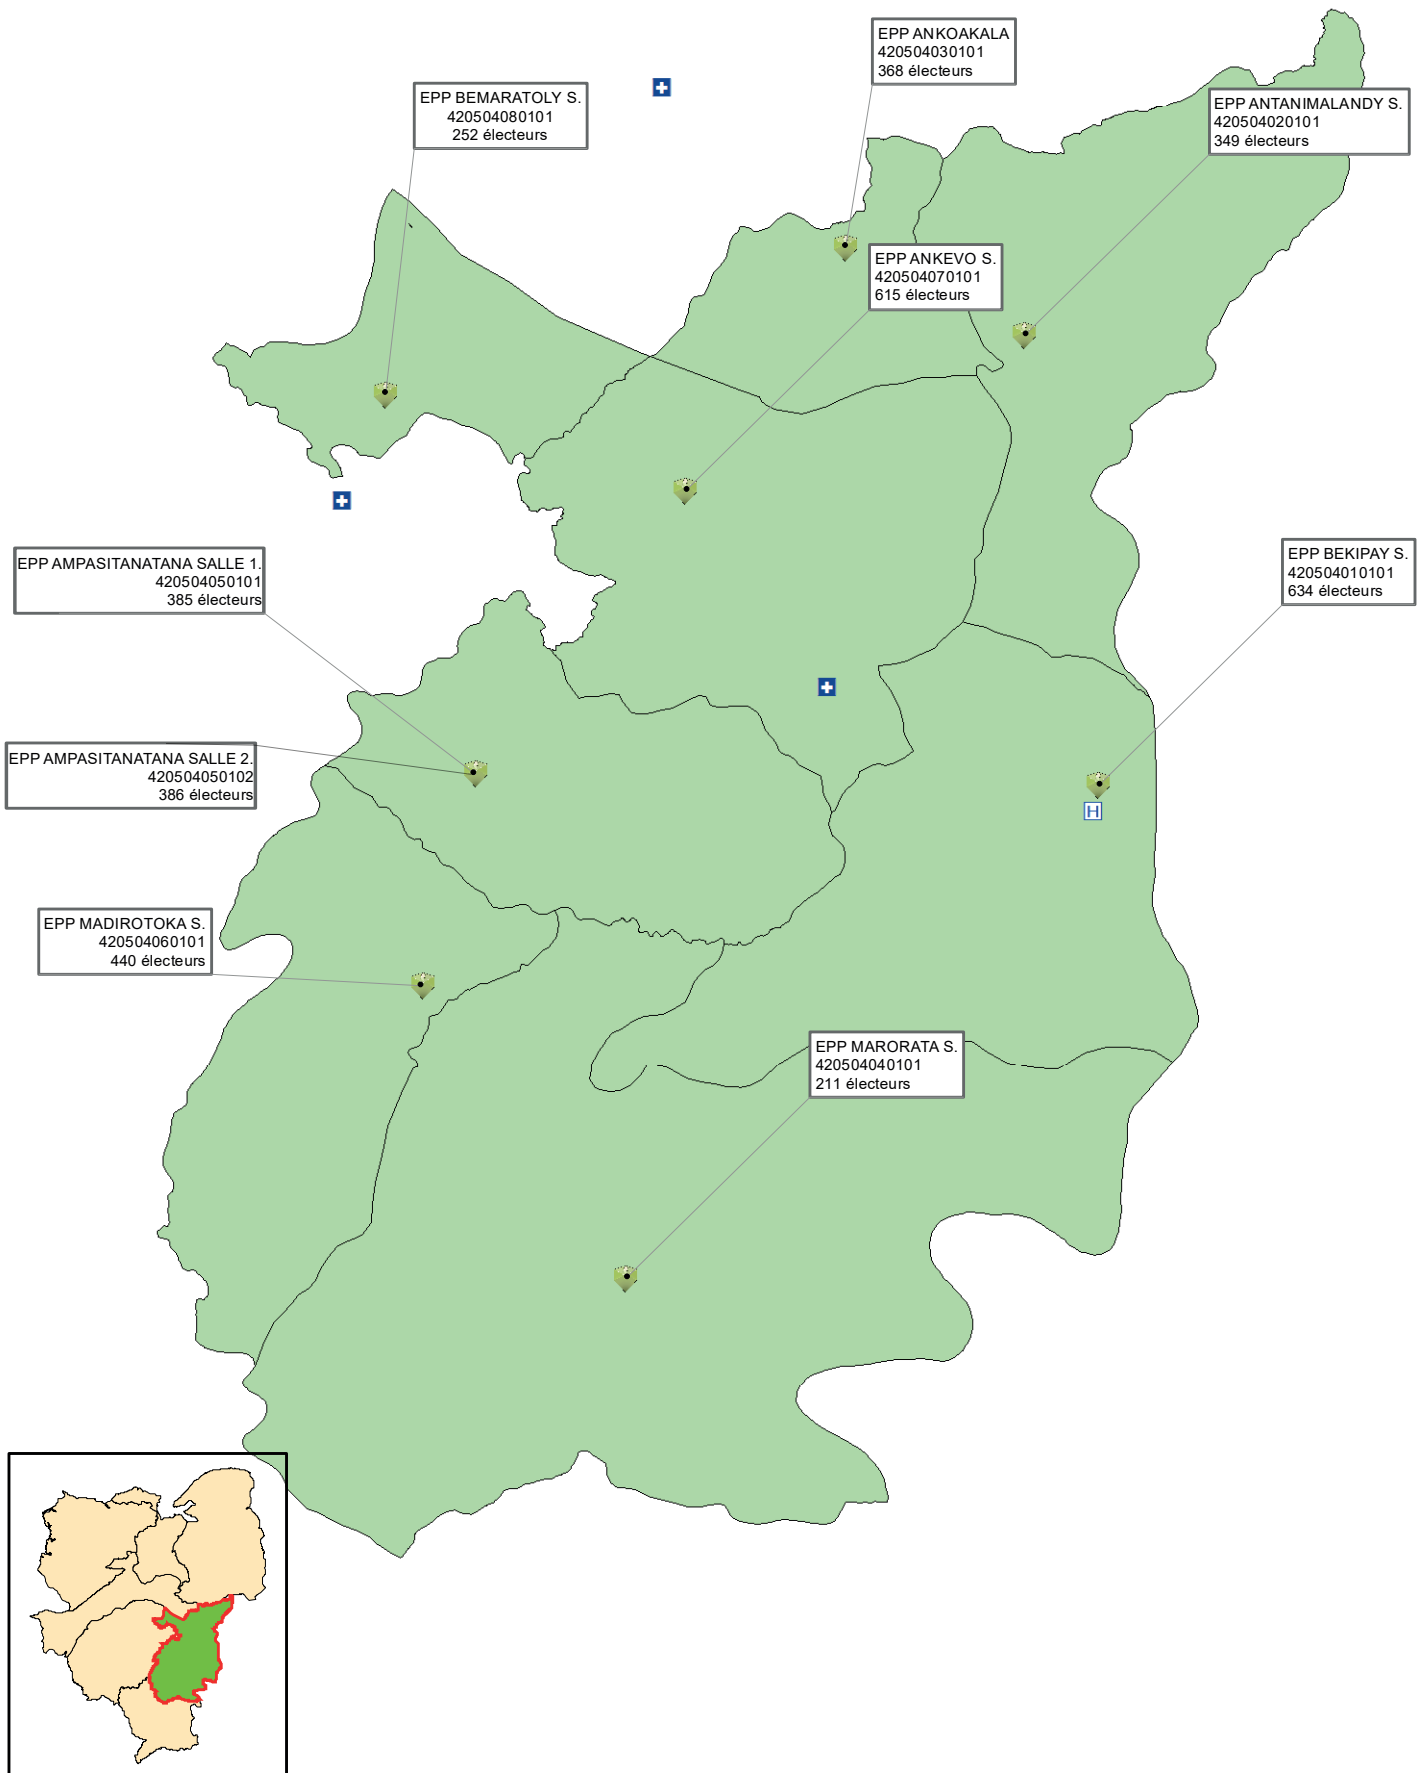 EPP ANKOAKALA
420504030101
368 électeurs
EPP BEMARATOLY S.
420504080101
252 électeurs
EPP ANTANIMALANDY S.
420504020101
349 électeurs
EPP ANKEVO S.
420504070101
615 électeurs
EPP AMPASITANATANA SALLE 1.
420504050101
385 électeurs
EPP BEKIPAY S.
420504010101
634 électeurs
EPP AMPASITANATANA SALLE 2.
420504050102
386 électeurs
H
EPP MADIROTOKA S.
420504060101
440 électeurs
EPP MARORATA S.
420504040101
211 électeurs